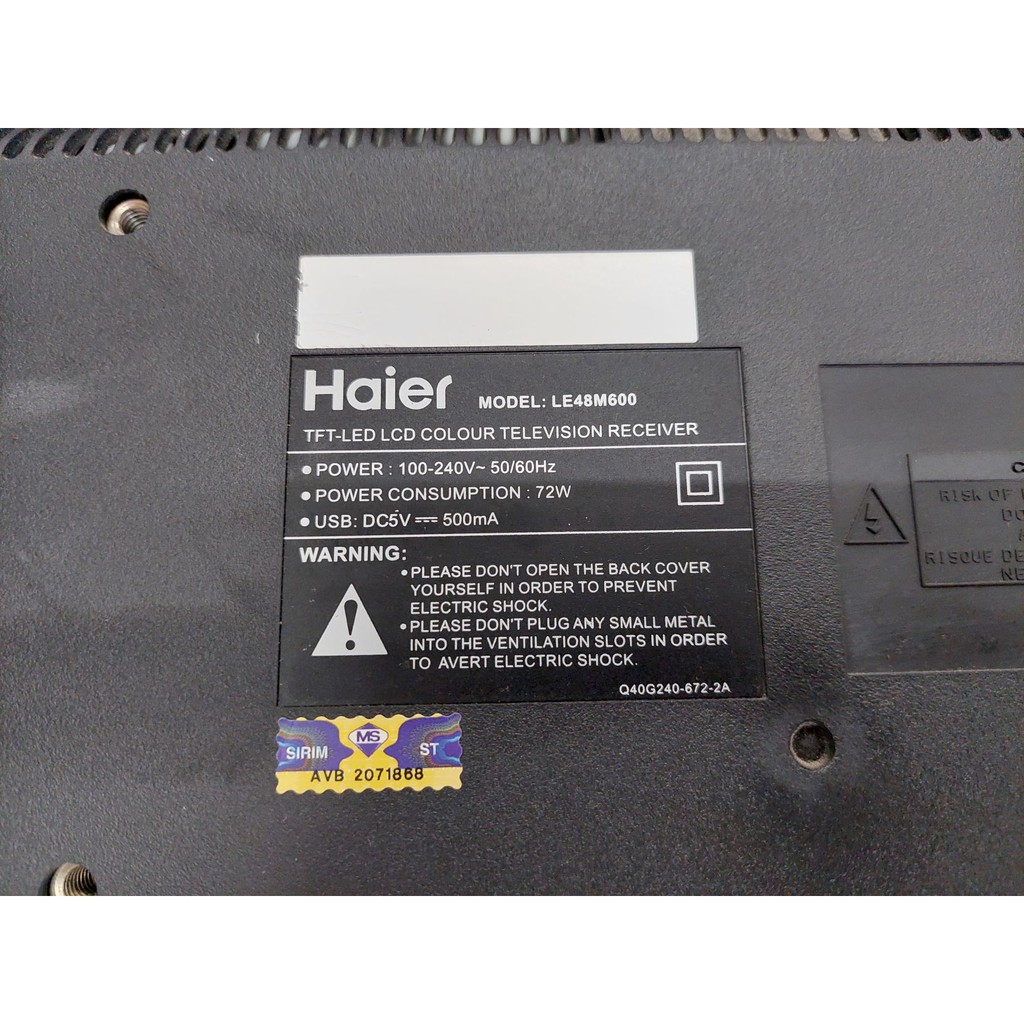 Haier MODEL: LE48M600
TFT-LED LCD COLOUR TELEVISION RECEIVER
• POWER : 100-240V~ 50/60Hz
• POWER CONSUMPTION : 72W
• USB: DC5V ⎓ 500mA
WARNING:
• PLEASE DON'T OPEN THE BACK COVER
YOURSELF IN ORDER TO PREVENT
ELECTRIC SHOCK.
• PLEASE DON'T PLUG ANY SMALL METAL
INTO THE VENTILATION SLOTS IN ORDER
TO AVERT ELECTRIC SHOCK.
Q40G240-672-2A
SIRIM MS ST
AVB 2071868
RISK OF
DO
RISQUE DE
NE